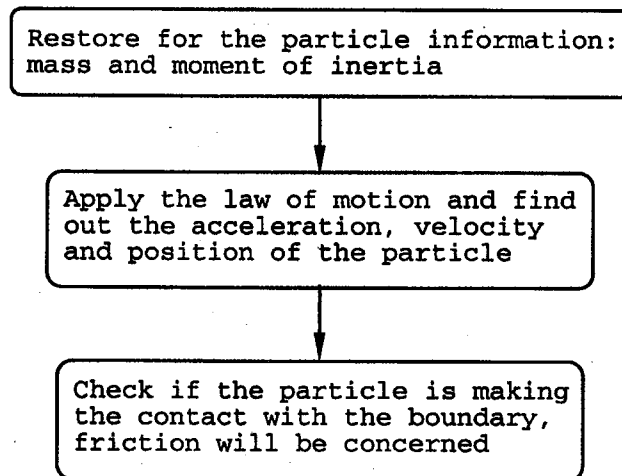 Restore for the particle information:
mass and moment of inertia
Apply the law of motion and find
out the acceleration, velocity
and position of the particle
Check if the particle is making
the contact with the boundary,
friction will be concerned